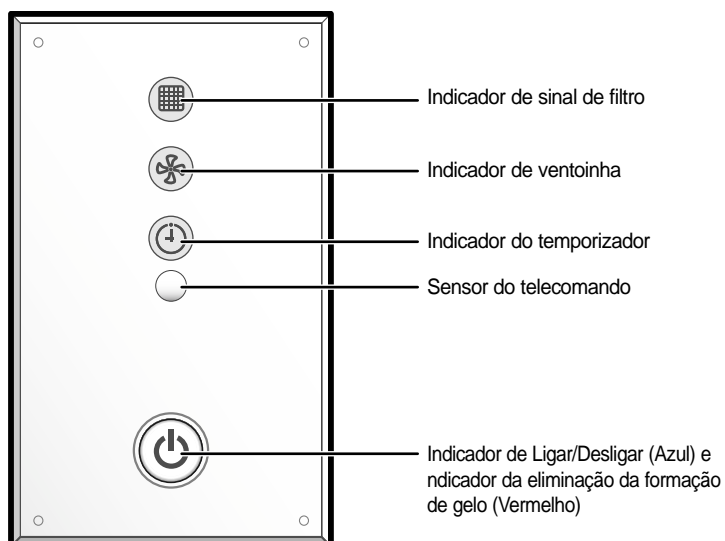 Indicador de sinal de filtro
Indicador de ventoinha
Indicador do temporizador
Sensor do telecomando
Indicador de Ligar/Desligar (Azul) e
ndicador da eliminação da formação
de gelo (Vermelho)